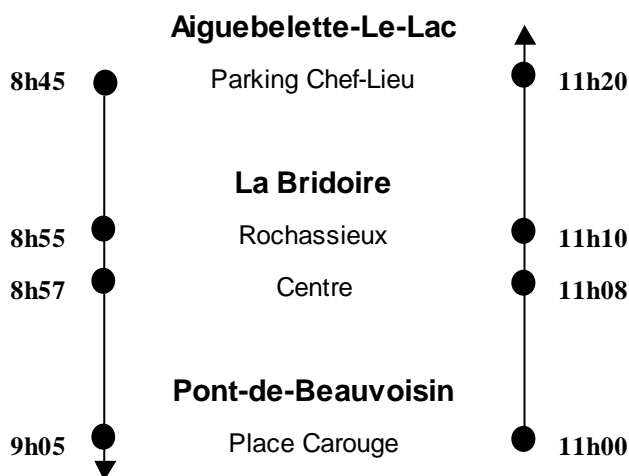 Aiguebelette-Le-Lac
8h45 Parking Chef-Lieu 11h20
La Bridoire
8h55 Rochassieux 11h10
8h57 Centre 11h08
Pont-de-Beauvoisin
9h05 Place Carouge 11h00